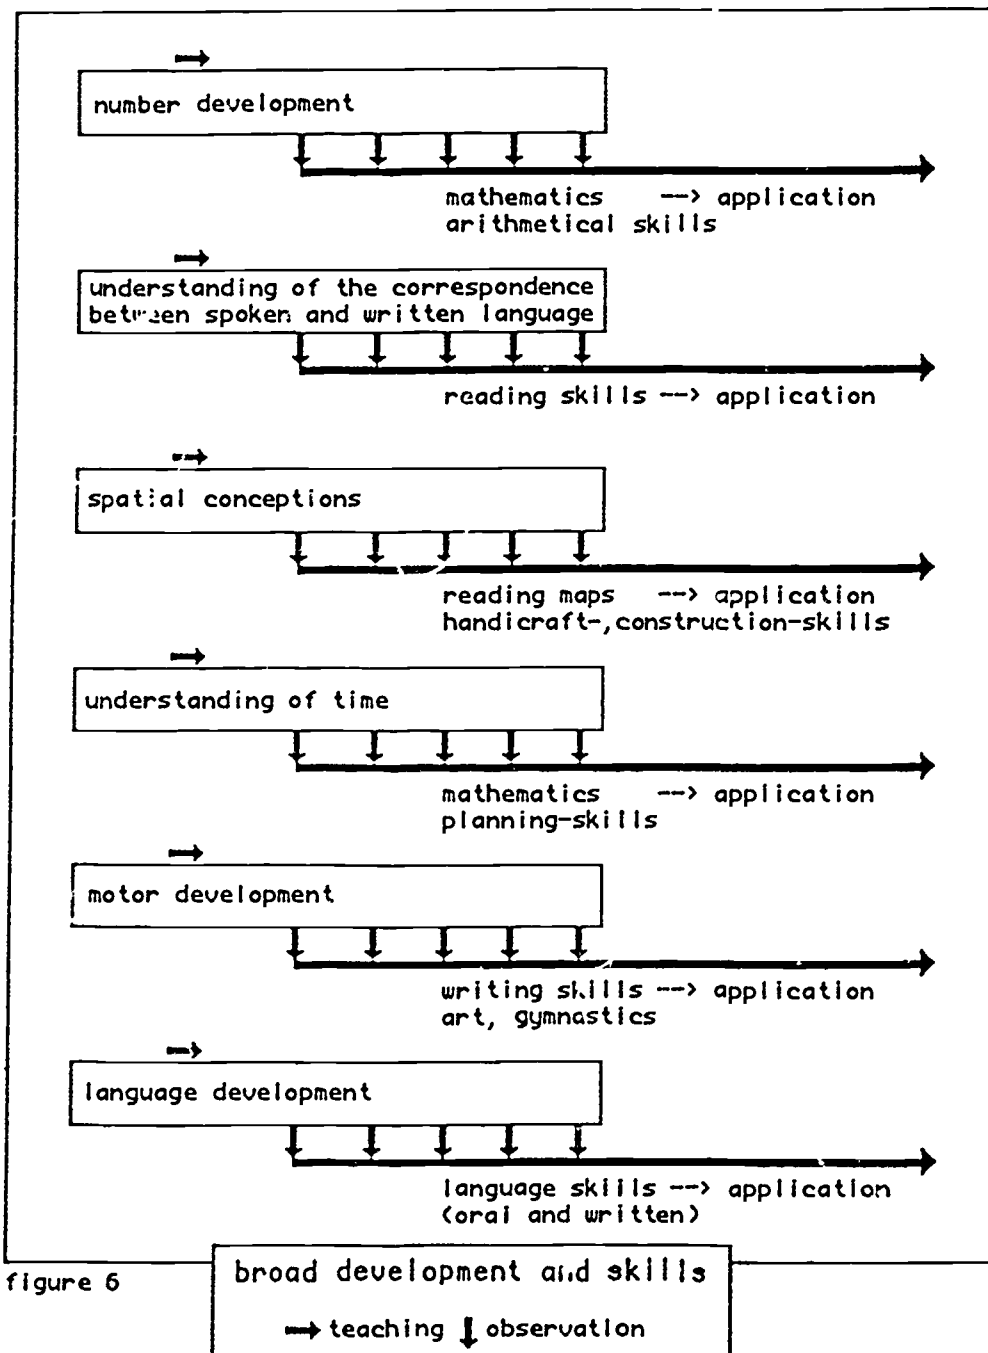 number development
mathematics --> application
arithmetical skills
understanding of the correspondence
between spoken and written language
reading skills --> application
spatial conceptions
reading maps --> application
handicraft-,construction-skills
understanding of time
mathematics --> application
planning-skills
motor development
writing skills --> application
art, gymnastics
language development
language skills --> application
(oral and written)
figure 6
broad development and skills
teaching observation